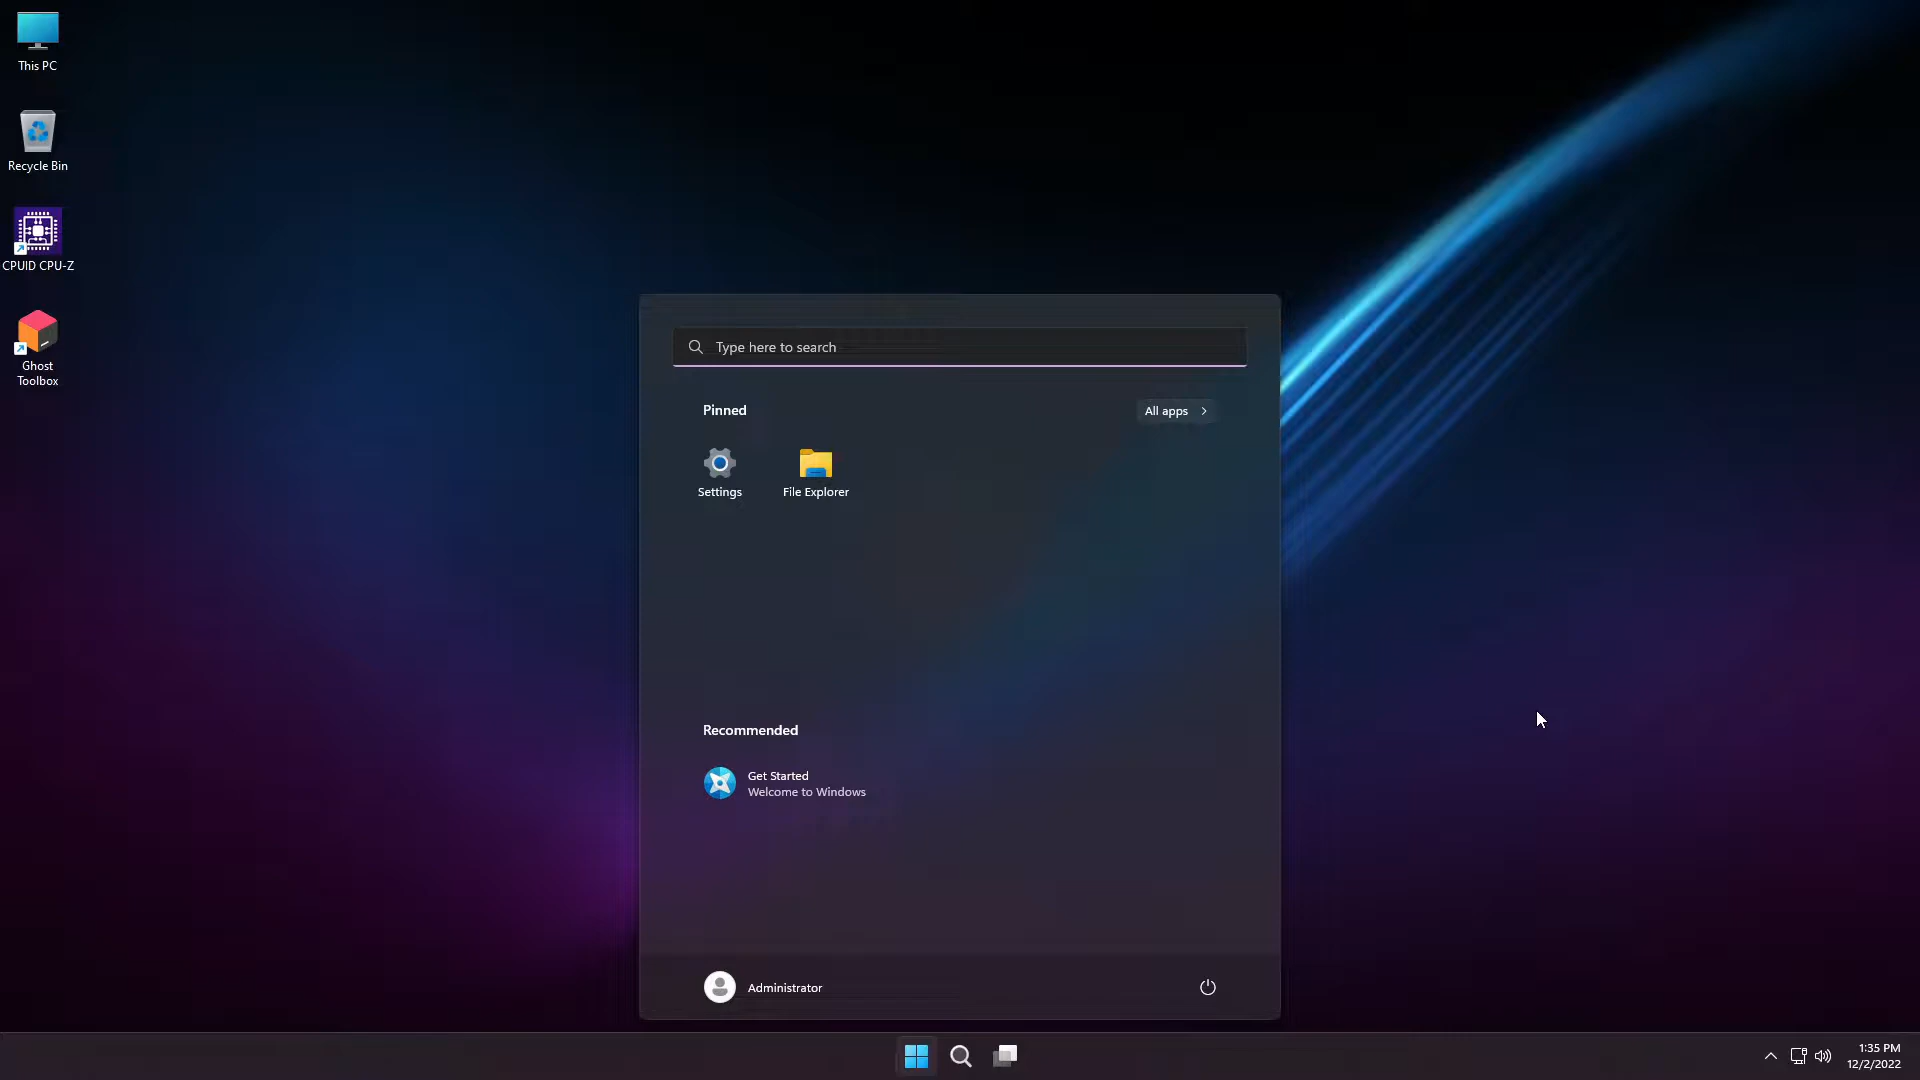 This PC
Recycle Bin
CPUID CPU-Z
Ghost
Toolbox
Type here to search
Pinned
All apps
Settings
File Explorer
Recommended
Get Started
Welcome to Windows
Administrator
1:35 PM
12/2/2022